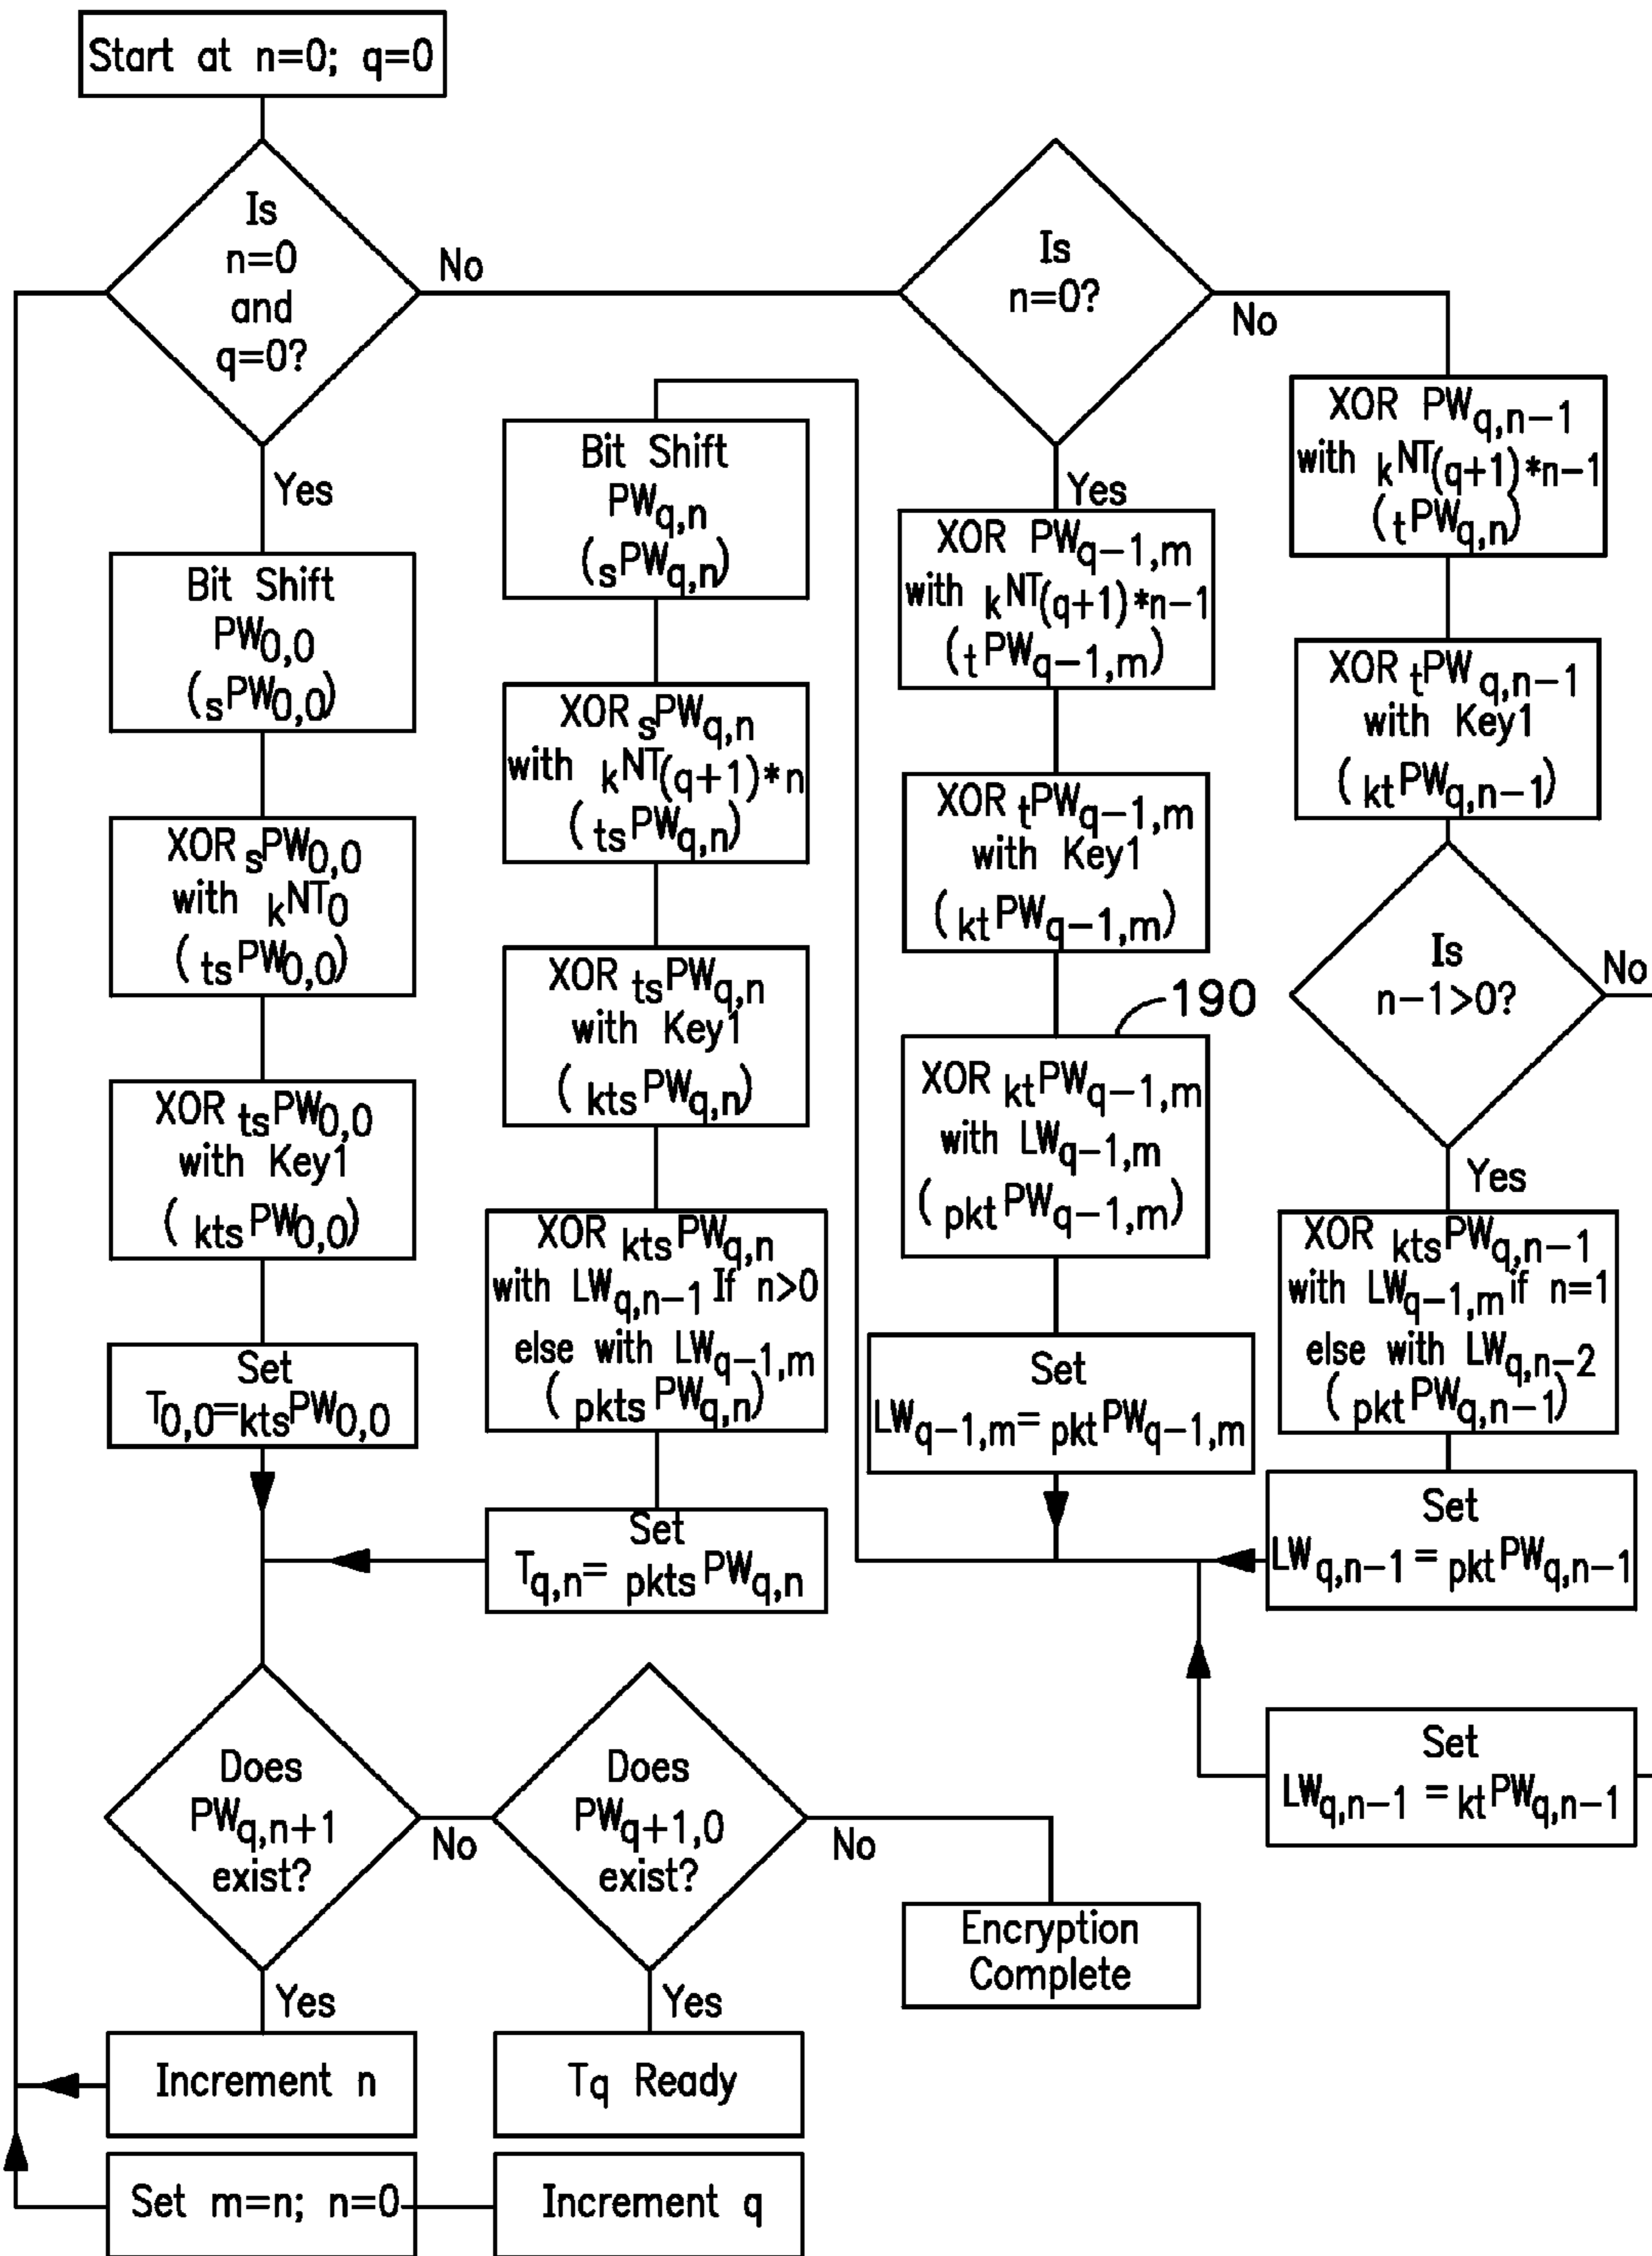 Start at n=0; q=0
Is
n=0
and
q=0?
No
Yes
Bit Shift
PW0,0
(sPW0,0)
XOR sPW0,0
with kNT0
(tsPW0,0)
XOR tsPW0,0
with Key1
(ktsPW0,0)
Set
T0,0=ktsPW0,0
Bit Shift
PWq,n
(sPWq,n)
XOR sPWq,n
with kNT(q+1)*n
(tsPWq,n)
XOR tsPWq,n
with Key1
(ktsPWq,n)
XOR ktsPWq,n
with LWq,n-1 If n>0
else with LWq-1,m
(pktsPWq,n)
Set
Tq,n= pktsPWq,n
Is
n=0?
No
Yes
XOR PWq-1,m
with kNT(q+1)*n-1
(tPWq-1,m)
XOR tPWq-1,m
with Key1
(ktPWq-1,m)
190
XOR ktPWq-1,m
with LWq-1,m
(pktPWq-1,m)
Set
LWq-1,m= pktPWq-1,m
XOR PWq,n-1
with kNT(q+1)*n-1
(tPWq,n)
XOR tPWq,n-1
with Key1
(ktPWq,n-1)
Is
n-1>0?
No
Yes
XOR ktsPWq,n-1
with LWq-1,m if n=1
else with LWq,n-2
(pktPWq,n-1)
Set
LWq,n-1 = pktPWq,n-1
Set
LWq,n-1 = ktPWq,n-1
Does
PWq,n+1
exist?
No
Yes
Does
PWq+1,0
exist?
No
Yes
Encryption
Complete
Increment n
Tq Ready
Set m=n; n=0
Increment q